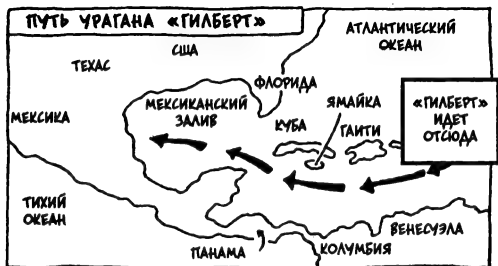 ПУТЬ УРАГАНА «ГИЛБЕРТ»
США
АТЛАНТИЧЕСКИЙ
ОКЕАН
ТЕХАС
ФЛОРИДА
МЕКСИКА
МЕКСИКАНСКИЙ
ЗАЛИВ
ЯМАЙКА
КУБА
ГАИТИ
«ГИЛБЕРТ»
ИДЕТ
ОТСЮДА
ТИХИЙ
ОКЕАН
ПАНАМА
КОЛУМБИЯ
ВЕНЕСУЭЛА